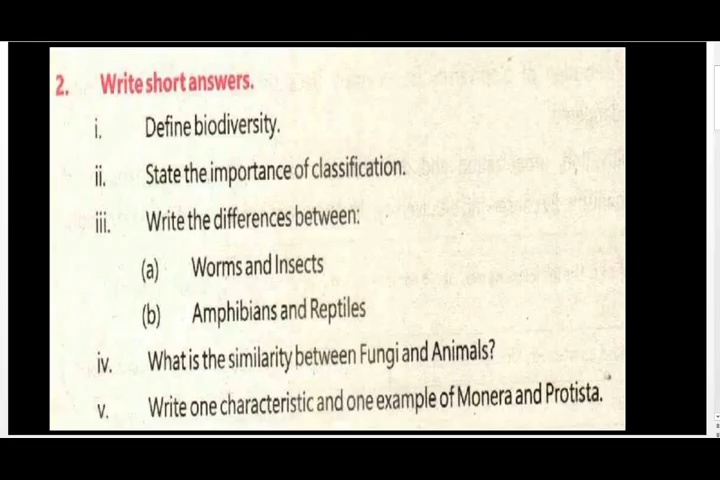 2. Write short answers.
i. Define biodiversity.
ii. State the importance of classification.
iii. Write the differences between:
(a) Worms and Insects
(b) Amphibians and Reptiles
iv. What is the similarity between Fungi and Animals?
v. Write one characteristic and one example of Monera and Protista.